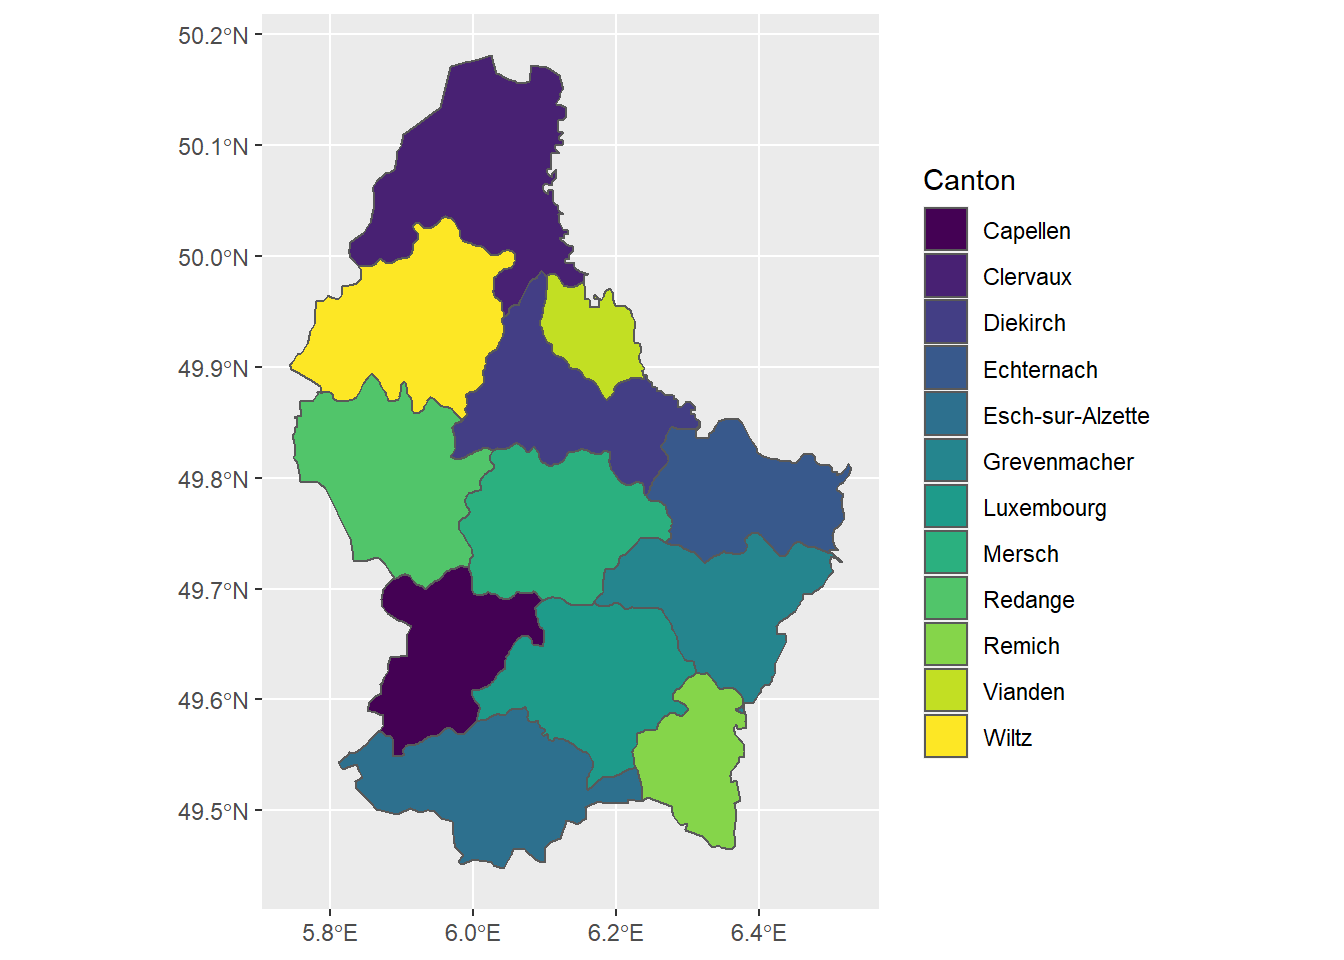 50.2°N
50.1°N
50.0°N
49.9°N
49.8°N
49.7°N
49.6°N
49.5°N
5.8°E 6.0°E 6.2°E 6.4°E
Canton
Capellen
Clervaux
Diekirch
Echternach
Esch-sur-Alzette
Grevenmacher
Luxembourg
Mersch
Redange
Remich
Vianden
Wiltz